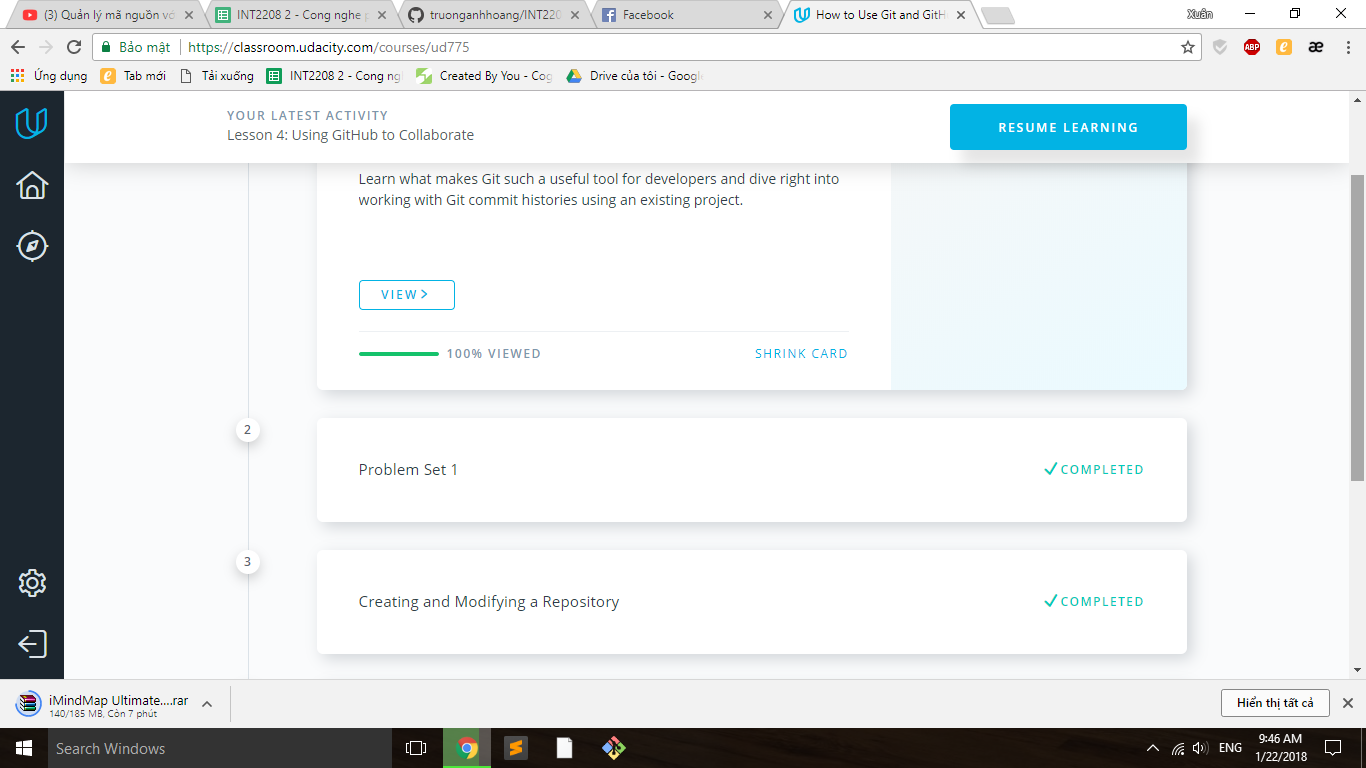 (3) Quản lý mã nguồn vớ
INT2208 2 - Cong nghe p
truonganhhoang/INT220
Facebook
How to Use Git and GitH
Xuân
Bảo mật
https://classroom.udacity.com/courses/ud775
ABP
Ứng dụng
Tab mới
Tải xuống
INT2208 2 - Cong ngh
Created By You - Cog
Drive của tôi - Google
YOUR LATEST ACTIVITY
Lesson 4: Using GitHub to Collaborate
RESUME LEARNING
Learn what makes Git such a useful tool for developers and dive right into
working with Git commit histories using an existing project.
VIEW
100% VIEWED
SHRINK CARD
2
Problem Set 1
COMPLETED
3
Creating and Modifying a Repository
COMPLETED
iMindMap Ultimate....rar
140/185 MB, Còn 7 phút
Hiển thị tất cả
Search Windows
ENG
9:46 AM
1/22/2018